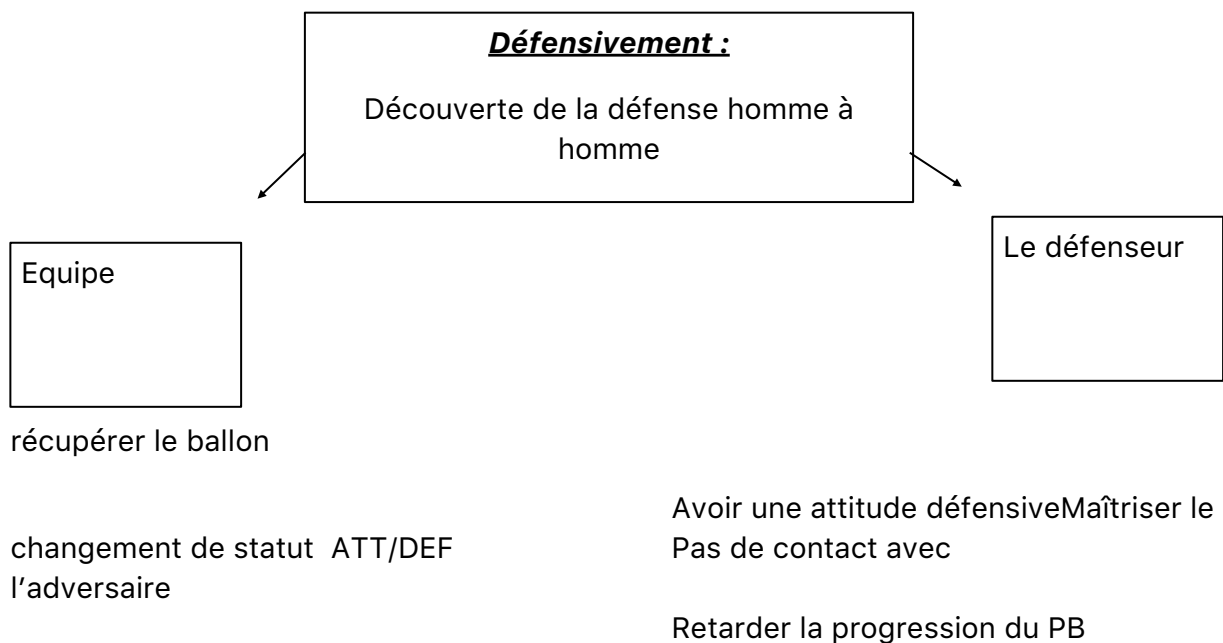 Défensivement :
Découverte de la défense homme à
homme
Equipe
Le défenseur
récupérer le ballon
changement de statut ATT/DEF
l’adversaire
Avoir une attitude défensiveMaîtriser le
Pas de contact avec
Retarder la progression du PB